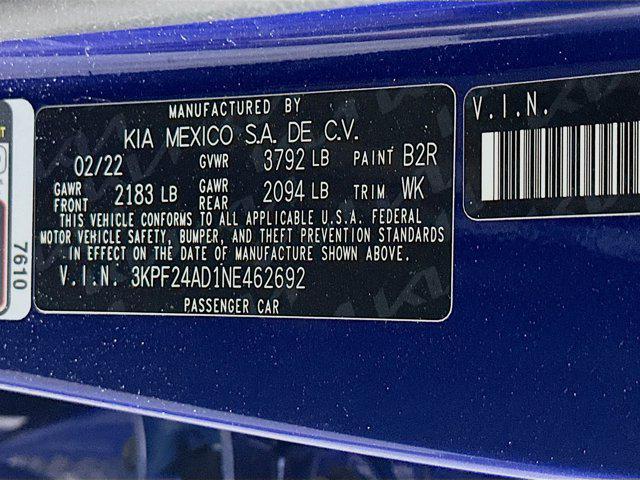 MANUFACTURED BY
KIA MEXICO S.A. DE C.V.
02/22 GVWR 3792 LB PAINT B2R
GAWR FRONT 2183 LB GAWR REAR 2094 LB TRIM WK
THIS VEHICLE CONFORMS TO ALL APPLICABLE U.S.A. FEDERAL
MOTOR VEHICLE SAFETY, BUMPER, AND THEFT PREVENTION STANDARDS
IN EFFECT ON THE DATE OF MANUFACTURE SHOWN ABOVE.
V.I.N. 3KPF24AD1NE462692
PASSENGER CAR
V.I.N.
7610